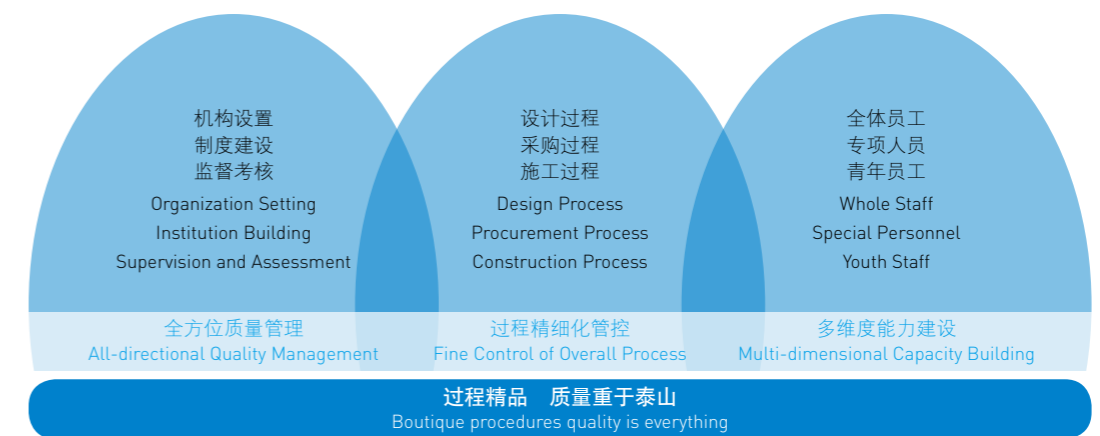 机构设置
制度建设
监督考核
Organization Setting
Institution Building
Supervision and Assessment
全方位质量管理
All-directional Quality Management
设计过程
采购过程
施工过程
Design Process
Procurement Process
Construction Process
过程精细化管控
Fine Control of Overall Process
全体员工
专项人员
青年员工
Whole Staff
Special Personnel
Youth Staff
多维度能力建设
Multi-dimensional Capacity Building
过程精品 质量重于泰山
Boutique procedures quality is everything